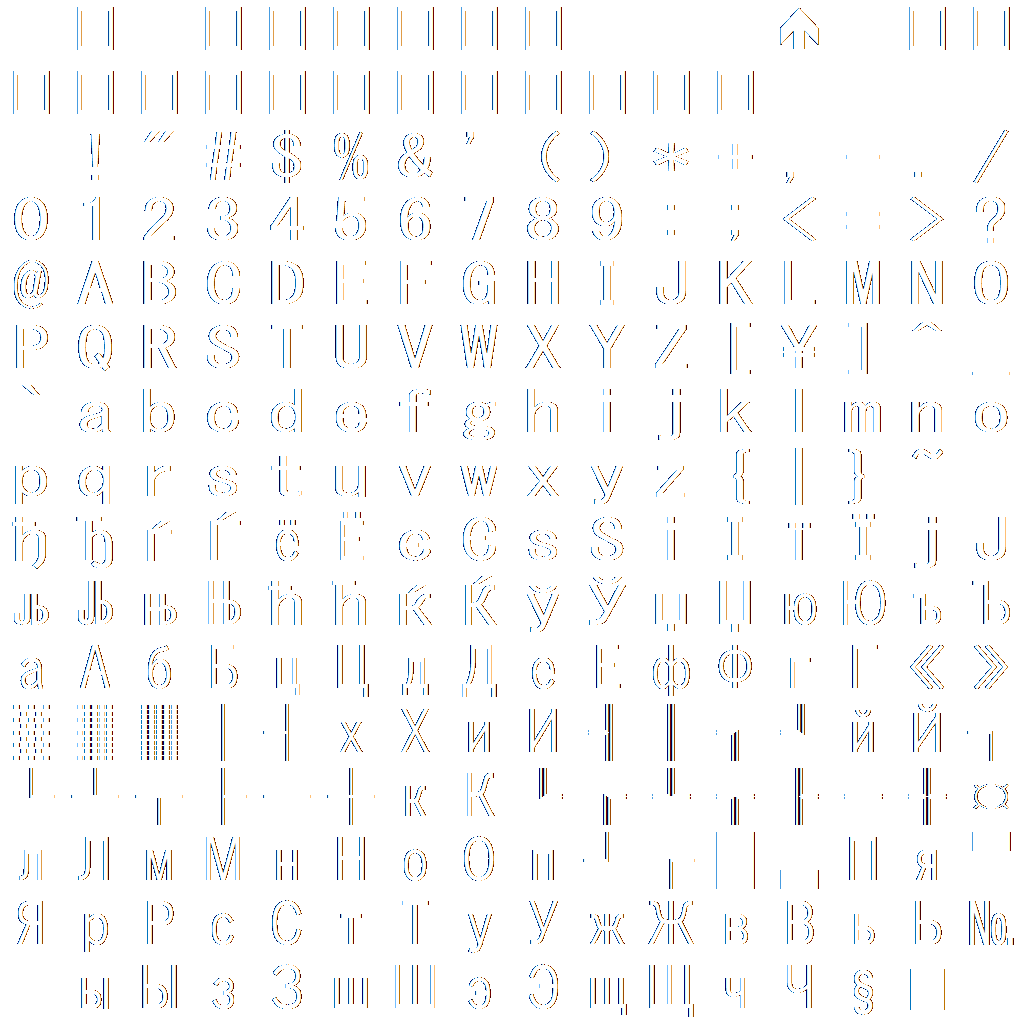 ! " # $ % & ' ( ) * + , - . /
0 1 2 3 4 5 6 7 8 9 : ; < = > ?
@ A B C D E F G H I J K L M N O
P Q R S T U V W X Y Z [ ¥ ] ^ _
` a b c d e f g h i j k l m n o
p q r s t u v w x y z { | } ~
ђ Ђ ѓ Ѓ ё Ё є Є ѕ Ѕ і І ї Ї ј Ј
љ Љ њ Њ ћ Ћ ќ Ќ ў Ў џ Џ ю Ю ъ Ъ
а А б Б ц Ц д Д е Е ф Ф г Г « »
░ ▒ ▓ │ ┤ х Х и И ╣ ║ ╗ ╝ й Й ┐
└ ┴ ┬ ├ ─ ┼ к К ╚ ╔ ╩ ╦ ╠ ═ ╬ ¤
л Л м М н Н о О п ┘ ┌ █ ▄ П я ▀
Я р Р с С т Т у У ж Ж в В ь Ь №
ы Ы з З ш Ш э Э щ Щ ч Ч § ■